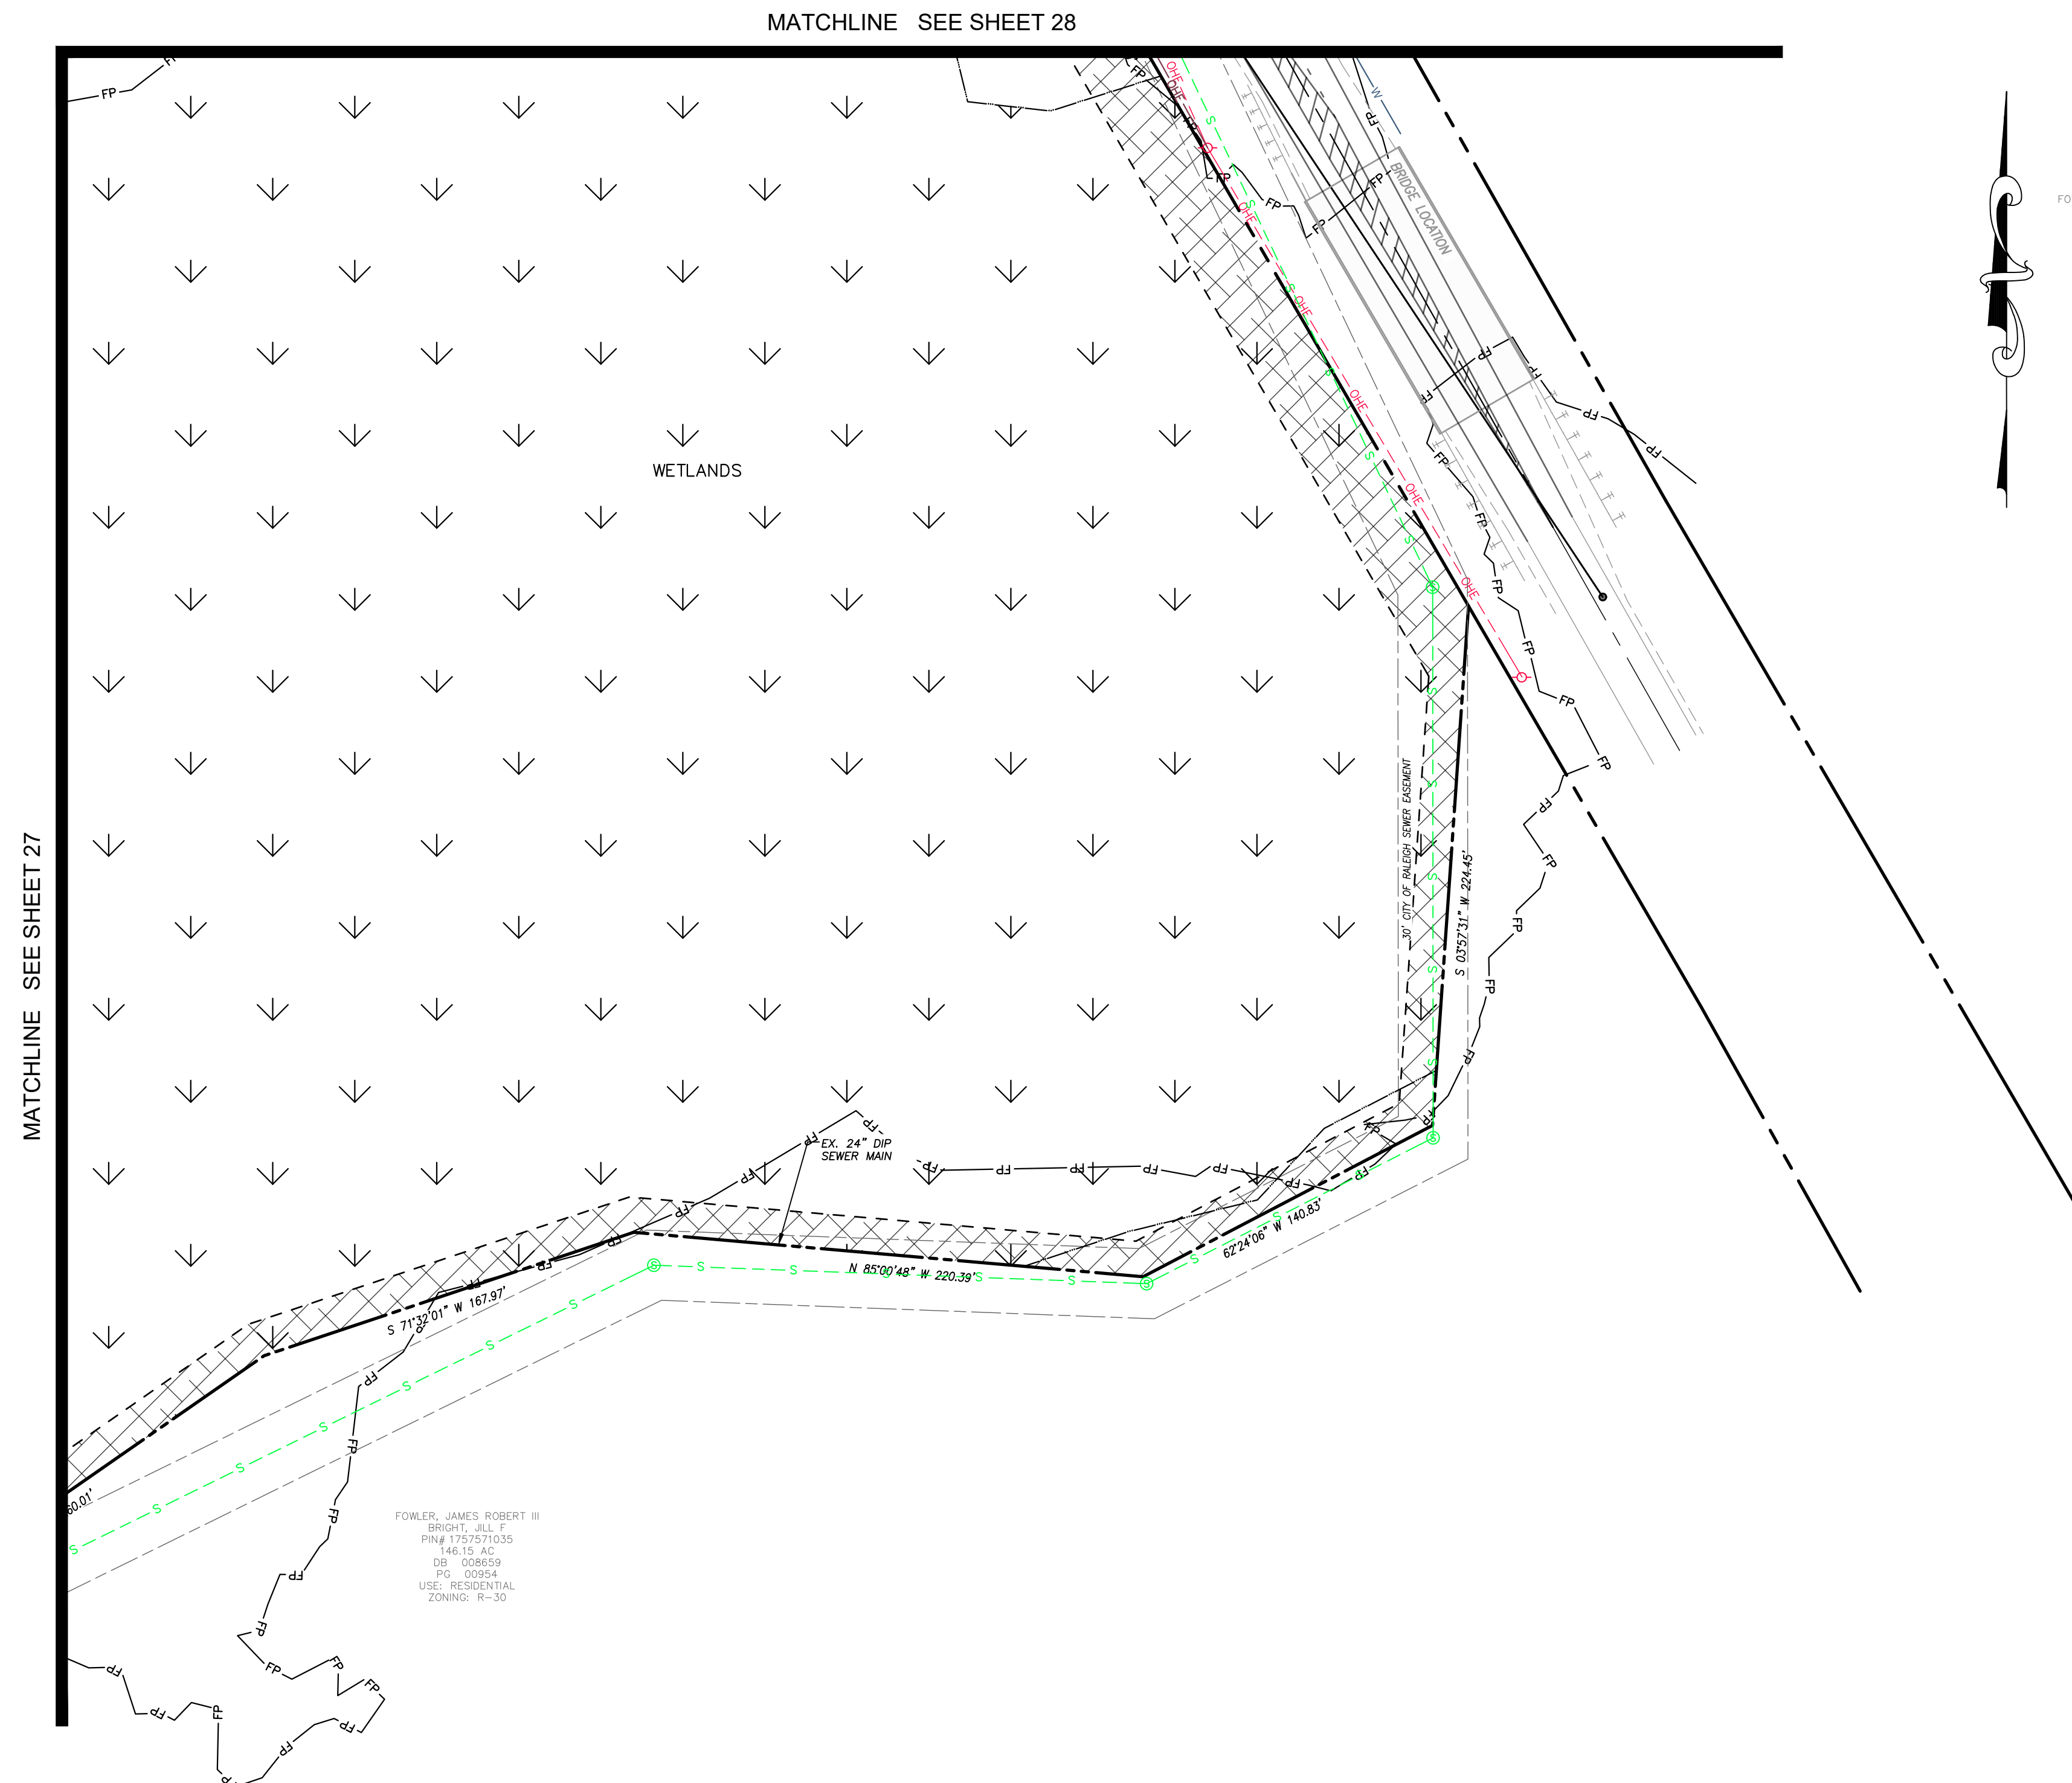 MATCHLINE   SEE SHEET 28
MATCHLINE   SEE SHEET 27
FO
BRIDGE LOCATION
WETLANDS
30' CITY OF RALEIGH SEWER EASEMENT
S 03°57'31" W 224.45'
EX. 24" DIP
SEWER MAIN
62°24'06" W 140.83'
N 85°00'48" W 220.39'
S 71°32'01" W 167.97'
60.01'
FOWLER, JAMES ROBERT III
BRIGHT, JILL F
PIN# 1757571035
146.15 AC
DB   008659
PG   00954
USE: RESIDENTIAL
ZONING: R-30
FP
OHE
S
W